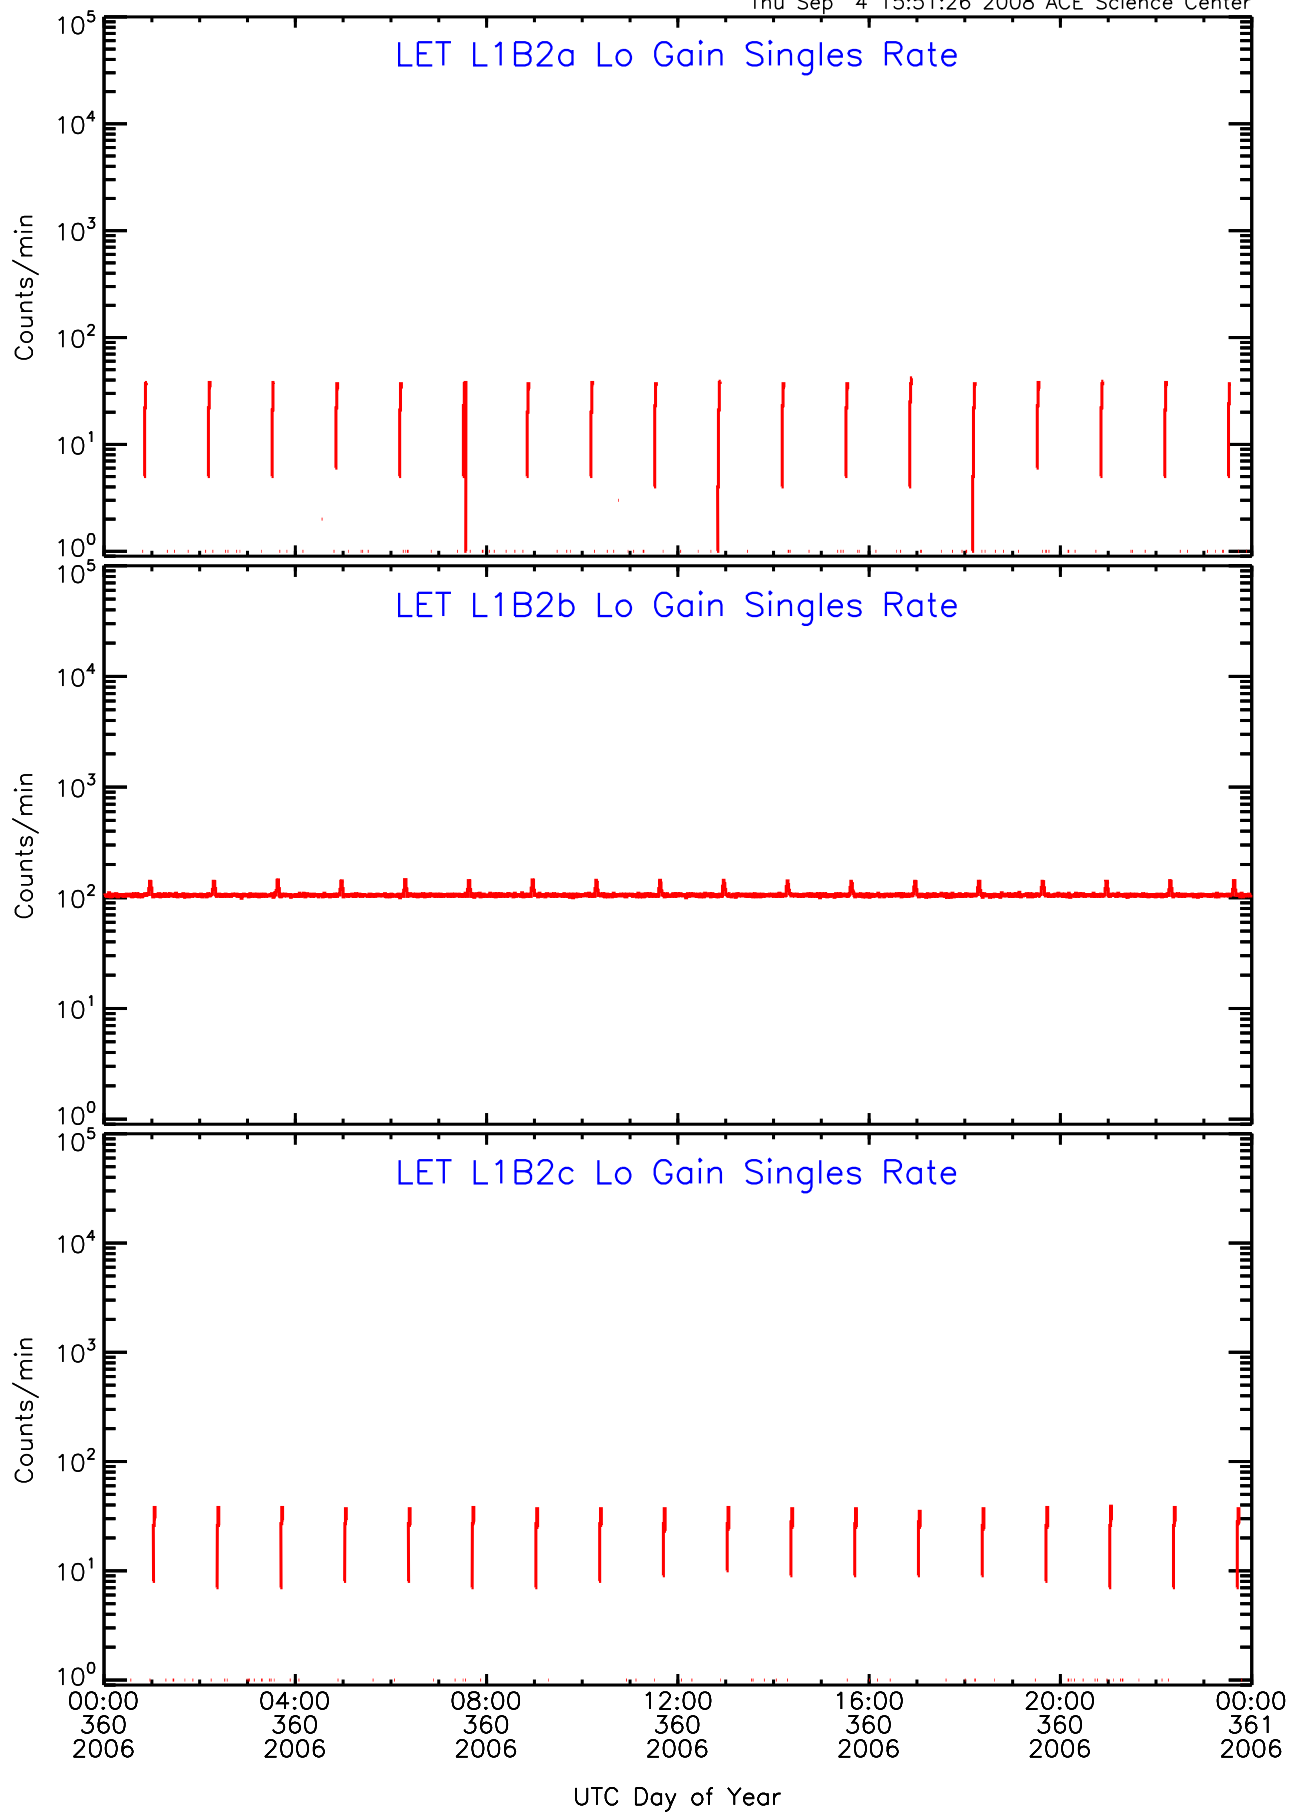 Thu Sep 4 15:51:26 2008 ACE Science Center
LET L1B2a Lo Gain Singles Rate
10^5
10^4
10^3
10^2
10^1
10^0
Counts/min
LET L1B2b Lo Gain Singles Rate
10^5
10^4
10^3
10^2
10^1
10^0
Counts/min
LET L1B2c Lo Gain Singles Rate
10^5
10^4
10^3
10^2
10^1
10^0
Counts/min
00:00 04:00 08:00 12:00 16:00 20:00 00:00
360 360 360 360 360 360 361
2006 2006 2006 2006 2006 2006 2006
UTC Day of Year